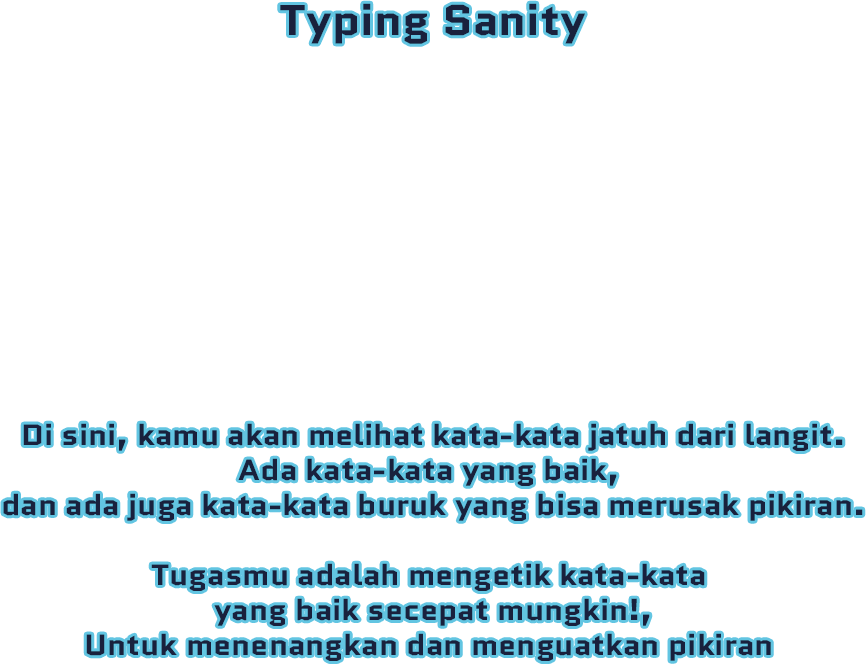 Typing Sanity
Di sini, kamu akan melihat kata-kata jatuh dari langit.
Ada kata-kata yang baik,
dan ada juga kata-kata buruk yang bisa merusak pikiran.
Tugasmu adalah mengetik kata-kata
yang baik secepat mungkin!,
Untuk menenangkan dan menguatkan pikiran